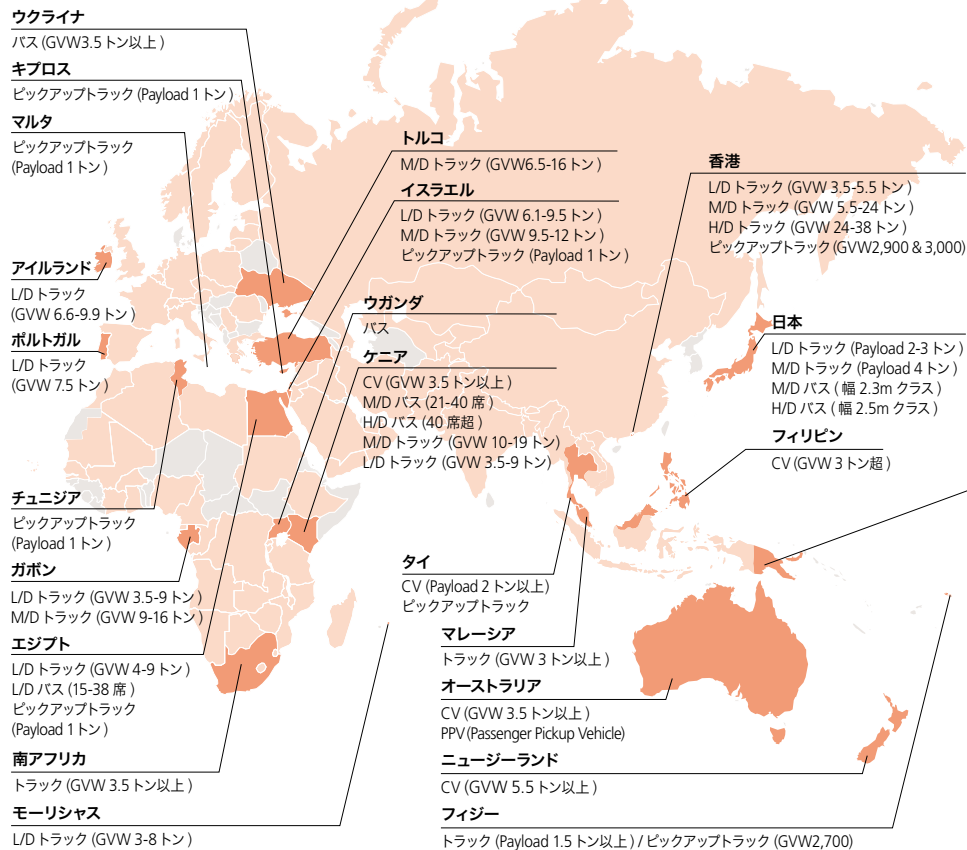 ウクライナ
バス (GVW3.5トン以上 )
キプロス
ピックアップトラック (Payload 1トン )
マルタ
ピックアップトラック
(Payload 1トン )
アイルランド
L/D トラック
(GVW 6.6-9.9 トン )
ポルトガル
L/D トラック
(GVW 7.5 トン )
チュニジア
ピックアップトラック
(Payload 1トン )
ガボン
L/D トラック (GVW 3.5-9 トン )
M/D トラック (GVW 9-16 トン )
エジプト
L/D トラック (GVW 4-9 トン )
L/D バス (15-38 席 )
ピックアップトラック
(Payload 1トン )
南アフリカ
トラック (GVW 3.5 トン以上 )
モーリシャス
L/D トラック (GVW 3-8 トン )
トルコ
M/D トラック (GVW6.5-16 トン )
イスラエル
L/D トラック (GVW 6.1-9.5 トン )
M/D トラック (GVW 9.5-12 トン )
ピックアップトラック (Payload 1トン )
ウガンダ
バス
ケニア
CV (GVW 3.5 トン以上 )
M/D バス (21-40 席 )
H/D バス (40 席超 )
M/D トラック (GVW 10-19 トン )
L/D トラック (GVW 3.5-9 トン)
香港
L/D トラック (GVW 3.5-5.5 トン )
M/D トラック (GVW 5.5-24 トン )
H/D トラック (GVW 24-38 トン )
ピックアップトラック (GVW2,900 & 3,000)
日本
L/D トラック (Payload 2-3 トン )
M/D トラック (Payload 4 トン )
M/D バス ( 幅 2.3m クラス )
H/D バス ( 幅 2.5m クラス )
フィリピン
CV (GVW 3トン超 )
タイ
CV (Payload 2 トン以上)
ピックアップトラック
マレーシア
トラック (GVW 3 トン以上 )
オーストラリア
CV (GVW 3.5 トン以上 )
PPV (Passenger Pickup Vehicle)
ニュージーランド
CV (GVW 5.5 トン以上 )
フィジー
トラック (Payload 1.5 トン以上 ) / ピックアップトラック (GVW2,700)